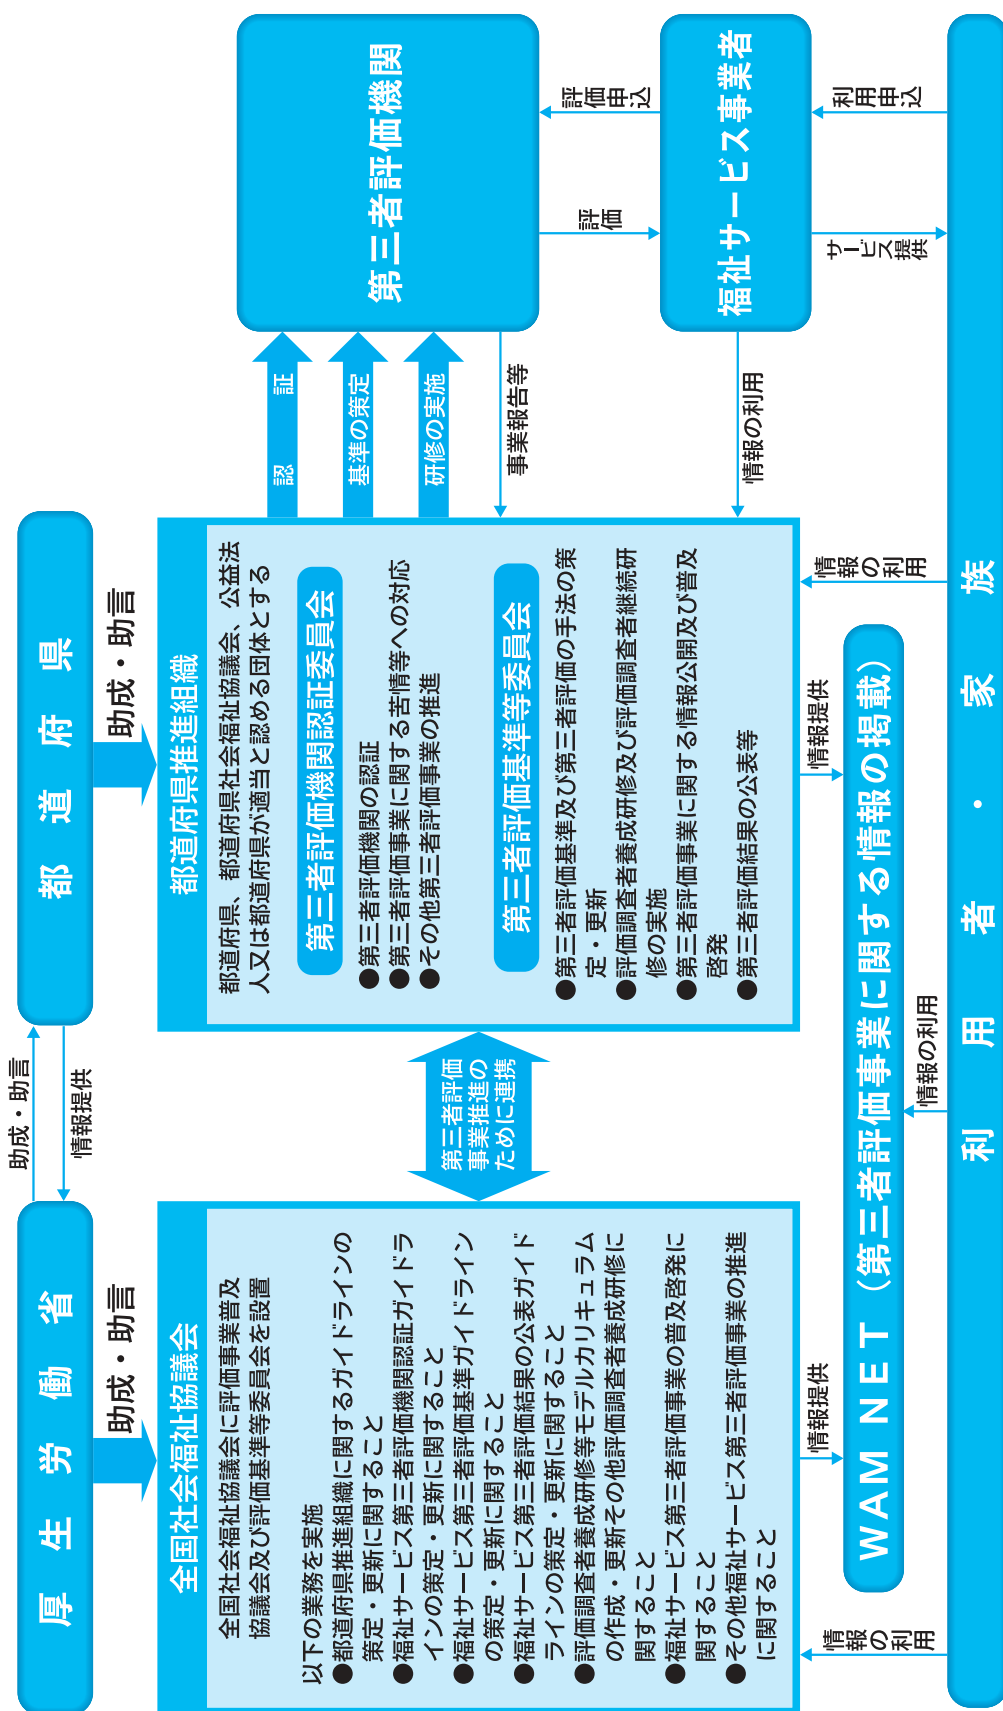 厚生労働省
助成・助言
情報提供
都道府県
助成・助言
助成・助言
全国社会福祉協議会
全国社会福祉協議会に評価事業普及
協議会及び評価基準等委員会を設置
以下の業務を実施
●都道府県推進組織に関するガイドラインの
策定・更新に関すること
●福祉サービス第三者評価機関認証ガイドラ
インの策定・更新に関すること
●福祉サービス第三者評価基準ガイドライン
の策定・更新に関すること
●福祉サービス第三者評価結果の公表ガイド
ラインの策定・更新に関すること
●評価調査者養成研修等モデルカリキュラム
の作成・更新その他評価調査者養成研修に
関すること
●福祉サービス第三者評価事業の普及啓発に
関すること
●その他福祉サービス第三者評価事業の推進
に関すること
第三者評価
事業推進の
ために連携
都道府県推進組織
都道府県、都道府県社会福祉協議会、公益法
人又は都道府県が適当と認める団体とする
第三者評価機関認証委員会
●第三者評価機関の認証
●第三者評価事業に関する苦情等への対応
●その他第三者評価事業の推進
第三者評価基準等委員会
●第三者評価基準及び第三者評価の手法の策
定・更新
●評価調査者養成研修及び評価調査者継続研
修の実施
●第三者評価事業に関する情報公開及び普及
啓発
●第三者評価結果の公表等
認証
基準の策定
研修の実施
事業報告等
第三者評価機関
評価申込
評価
福祉サービス事業者
情報の利用
利用申込
サービス提供
情報の利用
情報提供
情報提供
WAM NET（第三者評価事業に関する情報の掲載）
情報の利用
情報の利用
利用者・家族